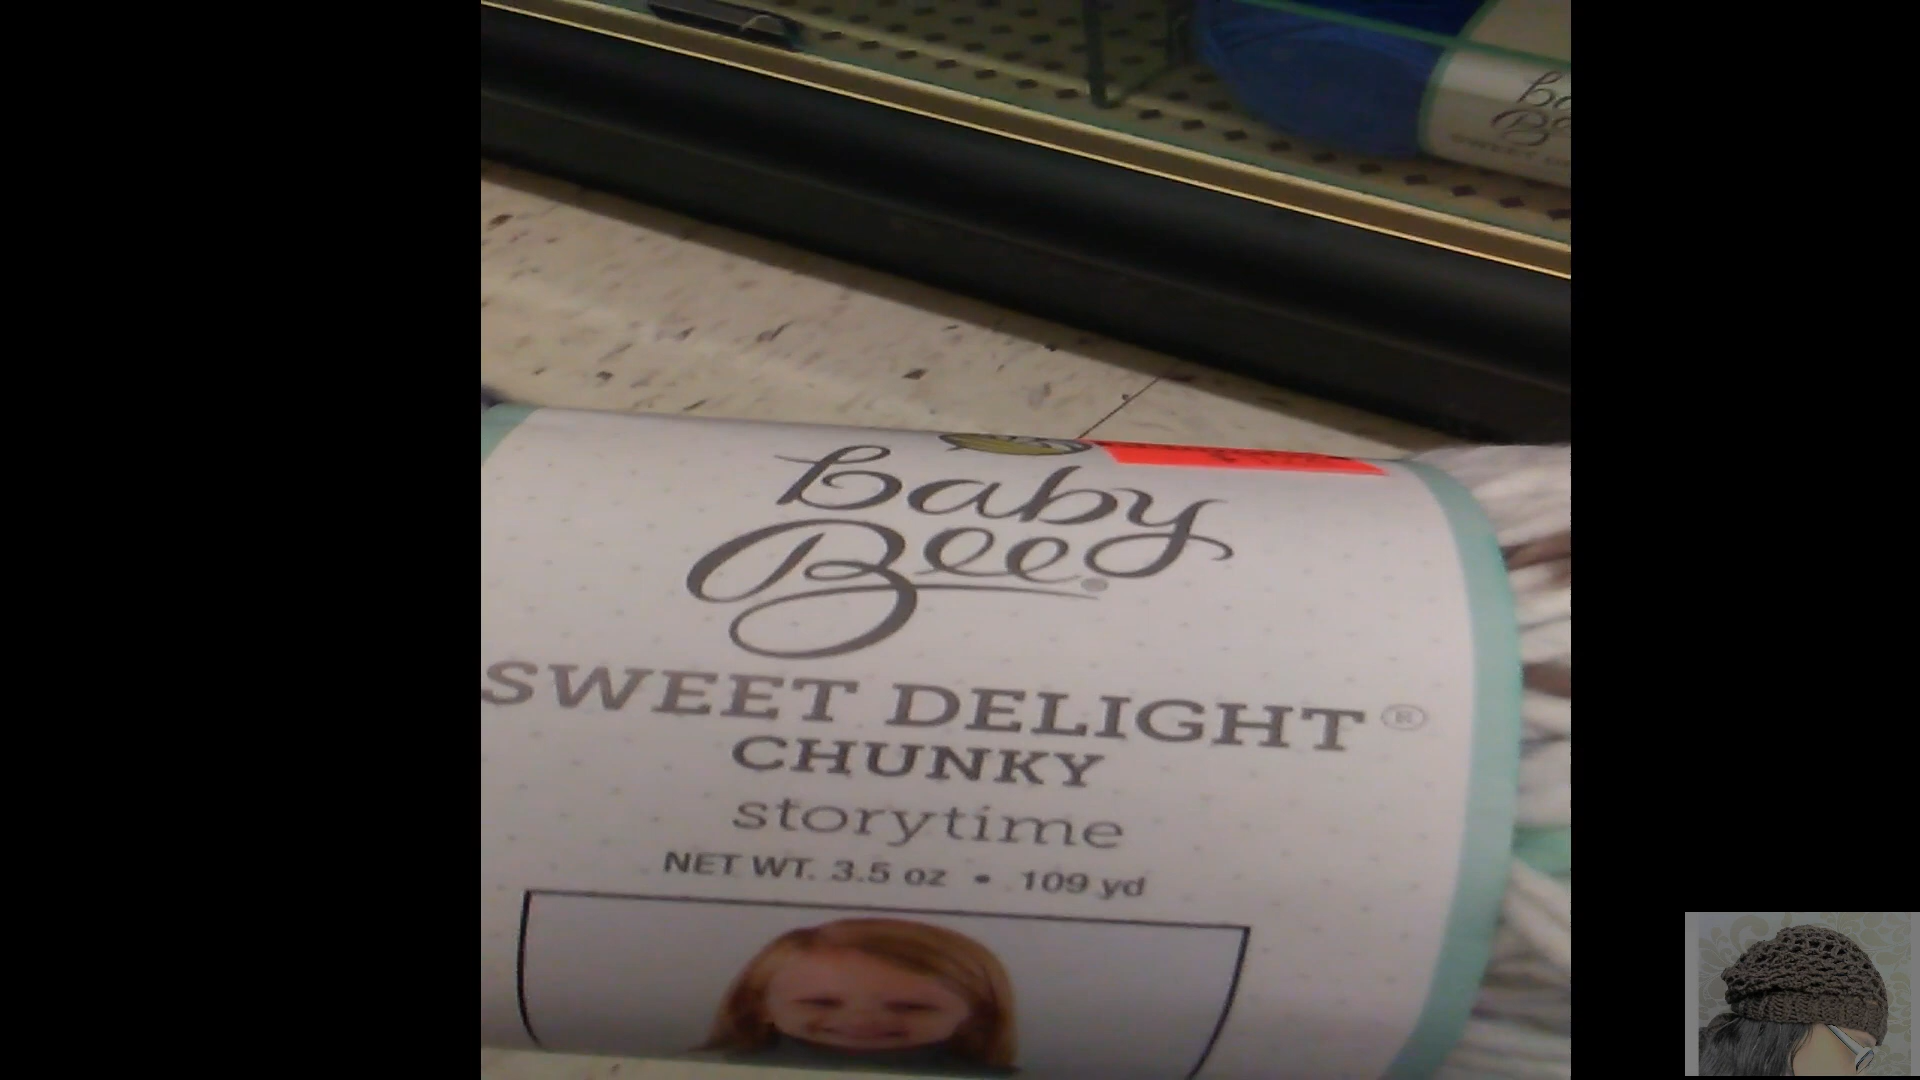 baby
Bee
SWEET DELIGHT®
CHUNKY
storytime
NET WT. 3.5 oz • 109 yd